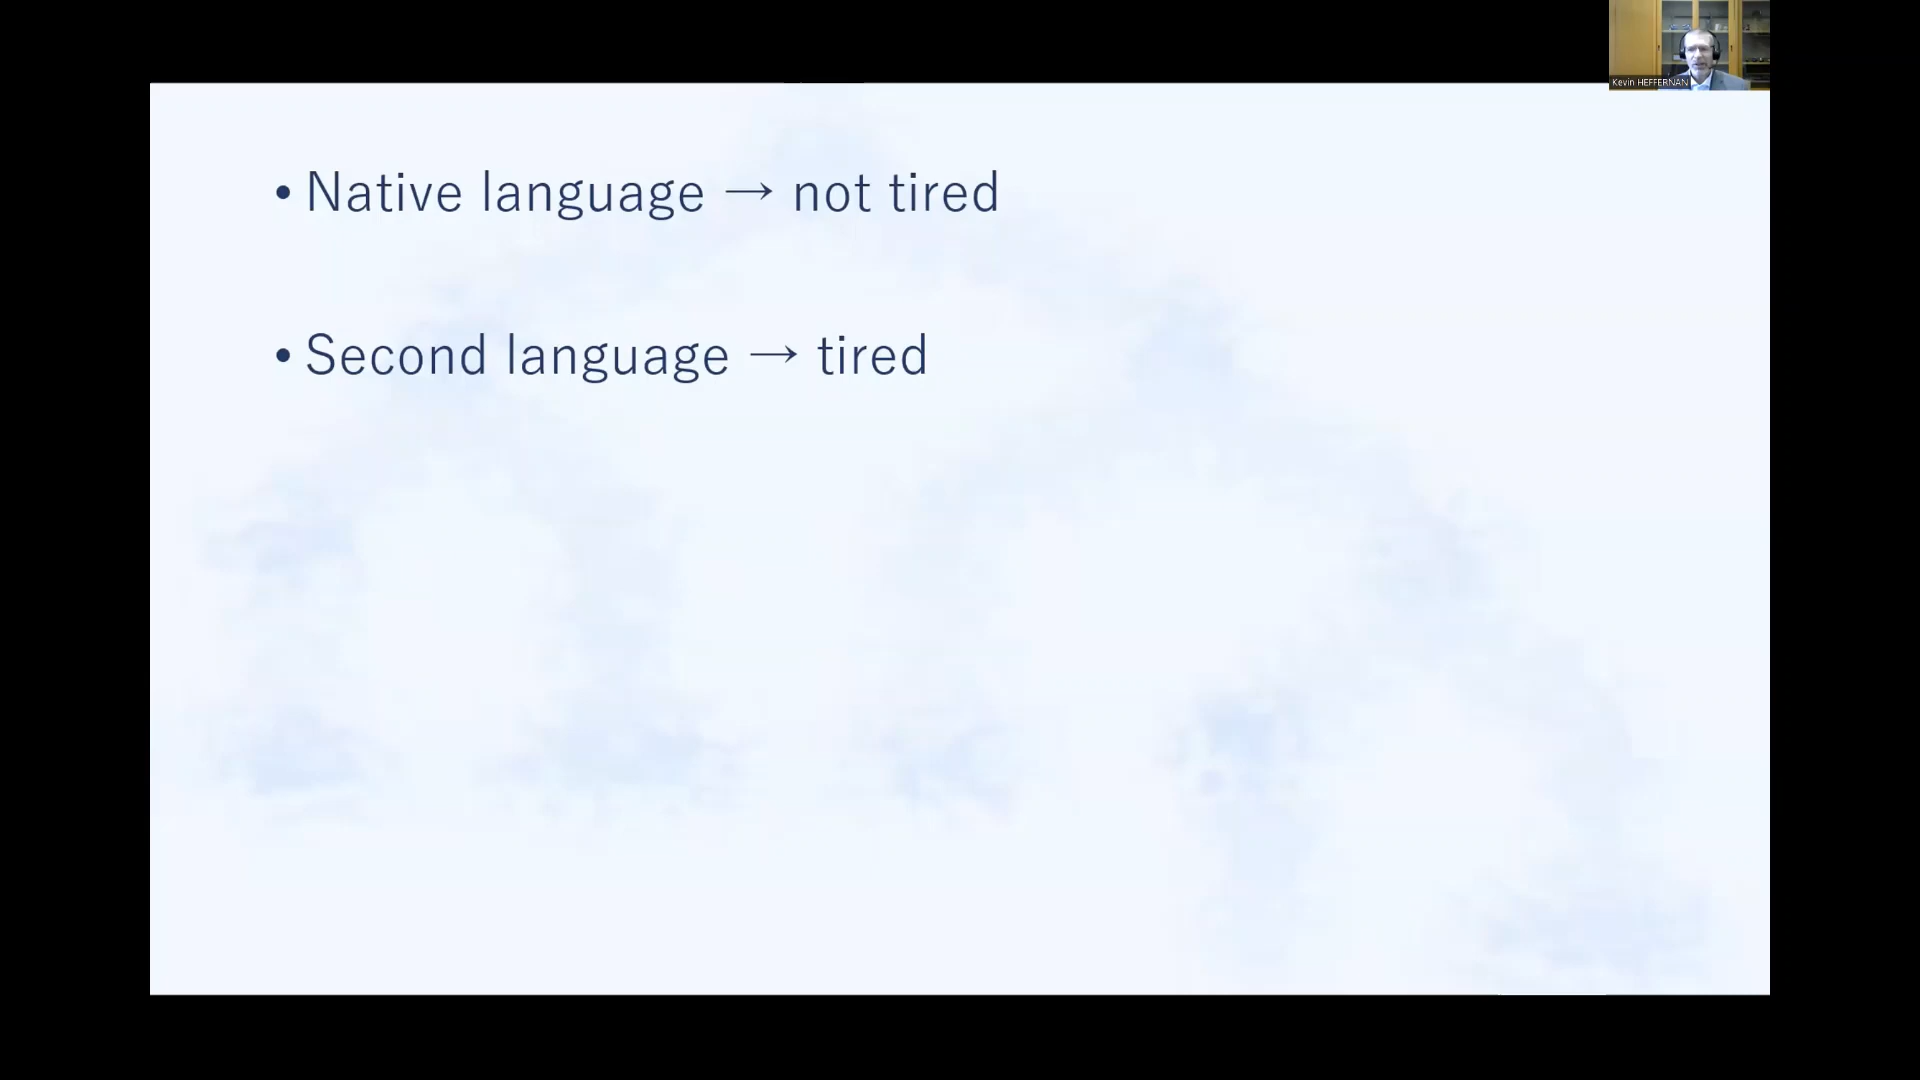 Kevin HEFFERNAN
• Native language → not tired
• Second language → tired